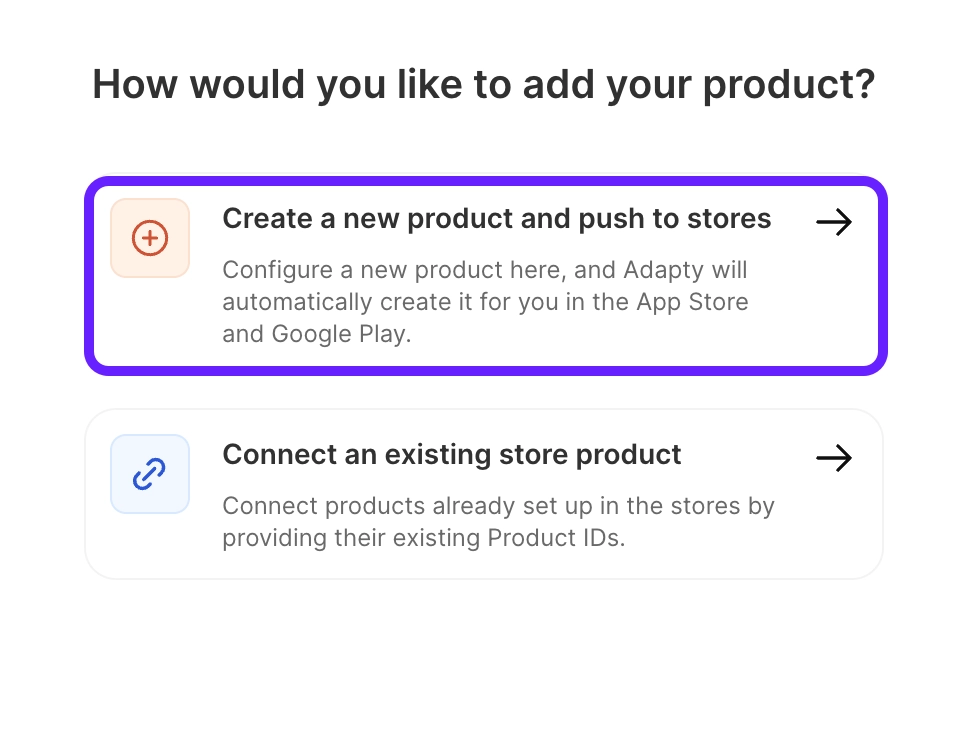 How would you like to add your product?
Create a new product and push to stores
Configure a new product here, and Adapty will
automatically create it for you in the App Store
and Google Play.
Connect an existing store product
Connect products already set up in the stores by
providing their existing Product IDs.